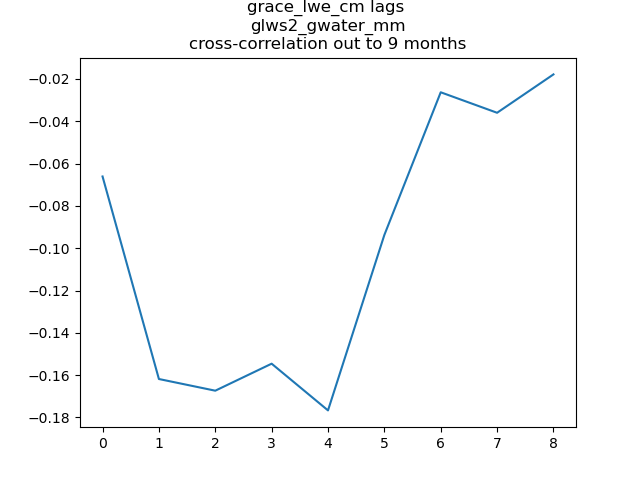 grace_lwe_cm lags
glws2_gwater_mm
cross-correlation out to 9 months
−0.02
−0.04
−0.06
−0.08
−0.10
−0.12
−0.14
−0.16
−0.18
0 1 2 3 4 5 6 7 8